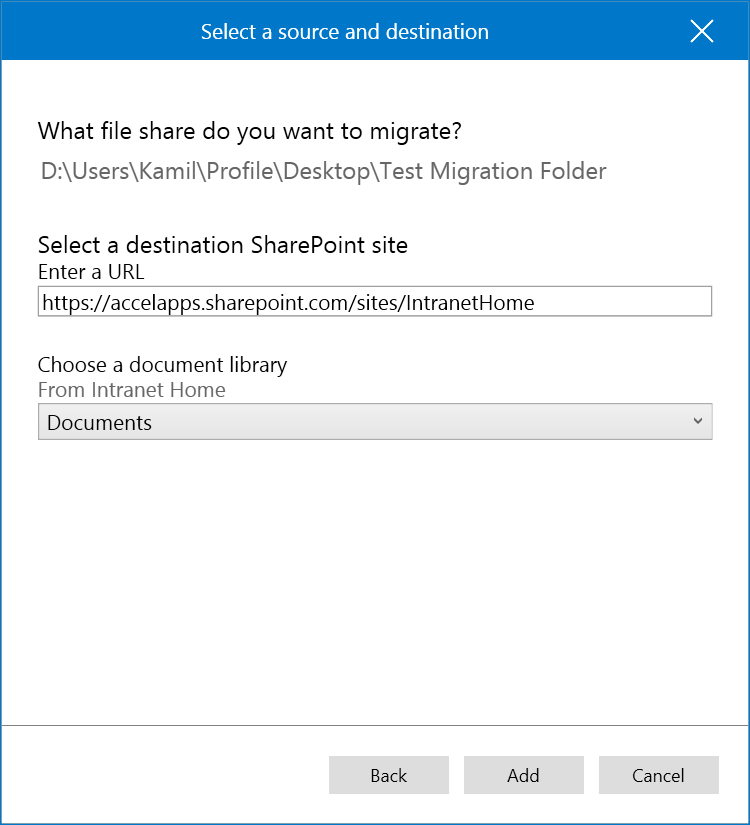 Select a source and destination
What file share do you want to migrate?
D:\Users\Kamil\Profile\Desktop\Test Migration Folder
Select a destination SharePoint site
Enter a URL
https://accelapps.sharepoint.com/sites/IntranetHome
Choose a document library
From Intranet Home
Documents
Back Add Cancel